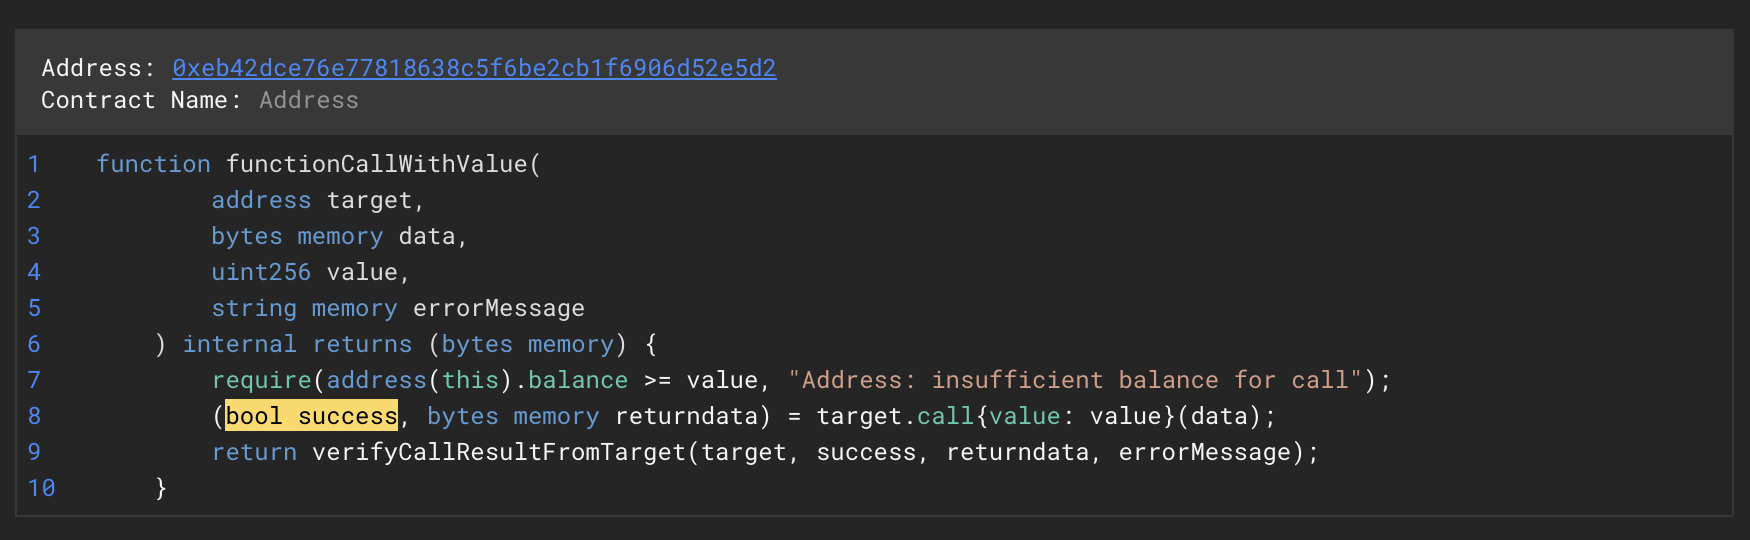 Address: 0xeb42dce76e77818638c5f6be2cb1f6906d52e5d2
Contract Name: Address
1 function functionCallWithValue(
2 address target,
3 bytes memory data,
4 uint256 value,
5 string memory errorMessage
6 ) internal returns (bytes memory) {
7 require(address(this).balance >= value, "Address: insufficient balance for call");
8 (bool success, bytes memory returndata) = target.call{value: value}(data);
9 return verifyCallResultFromTarget(target, success, returndata, errorMessage);
10 }